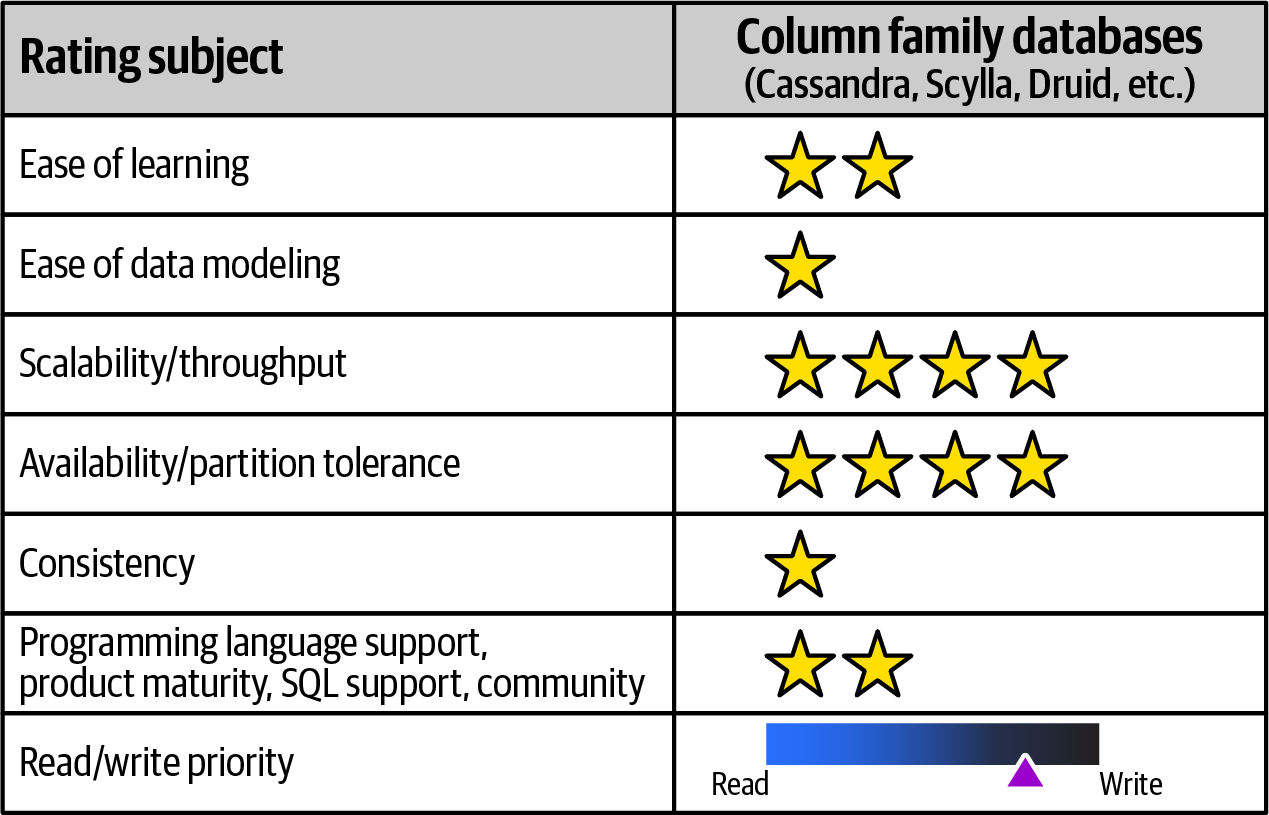 Rating subject
Column family databases
(Cassandra, Scylla, Druid, etc.)
Ease of learning
Ease of data modeling
Scalability/throughput
Availability/partition tolerance
Consistency
Programming language support,
product maturity, SQL support, community
Read/write priority
Read
Write